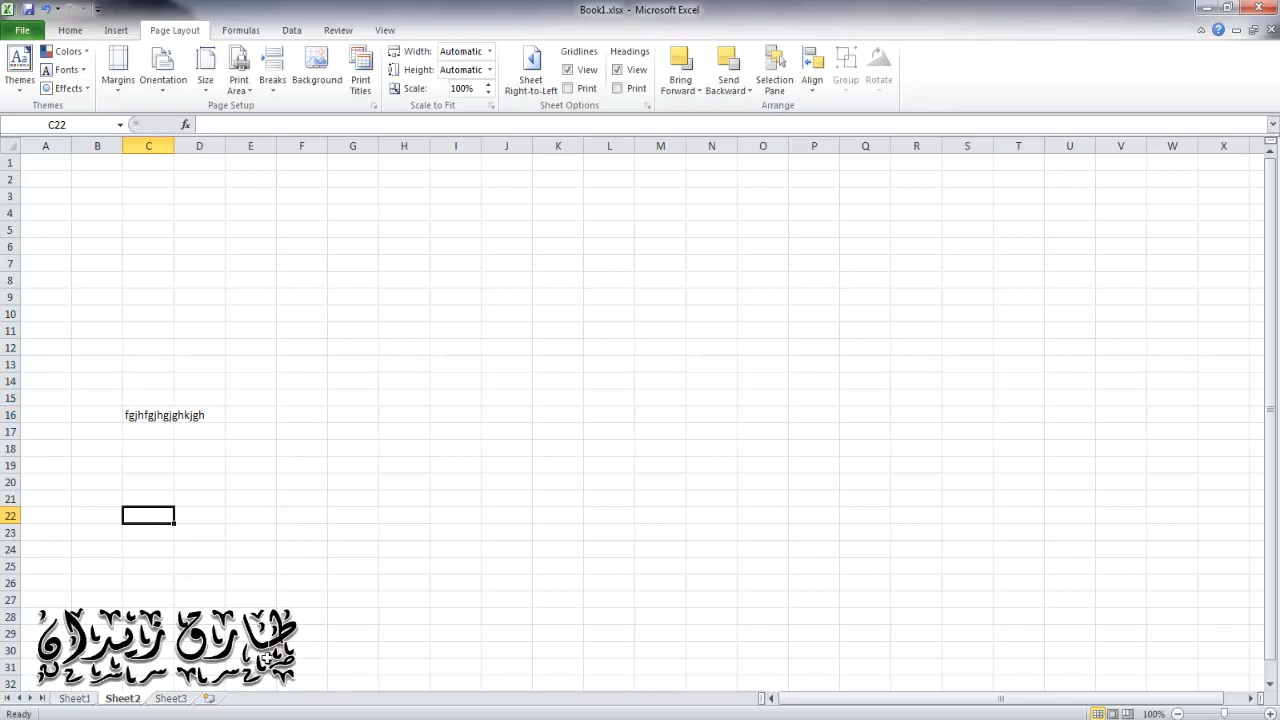 Book1.xlsx – Microsoft Excel
File Home Insert Page Layout Formulas Data Review View
Themes
Colors
Fonts
Effects
Themes
Margins
Orientation
Size
Print Area
Breaks
Background
Print Titles
Page Setup
Width: Automatic
Height: Automatic
Scale: 100%
Scale to Fit
Sheet Right-to-Left
Gridlines
View
Print
Headings
View
Print
Sheet Options
Bring Forward
Send Backward
Selection Pane
Align
Group
Rotate
Arrange
C22 fx
A B C D E F G H I J K L M N O P Q R S T U V W X
1
2
3
4
5
6
7
8
9
10
11
12
13
14
15
16 fgjhfgjhgjghkjgh
17
18
19
20
21
22
23
24
25
26
27
28
29
30
31
32
طارق زيدان
Sheet1 Sheet2 Sheet3
Ready 100%